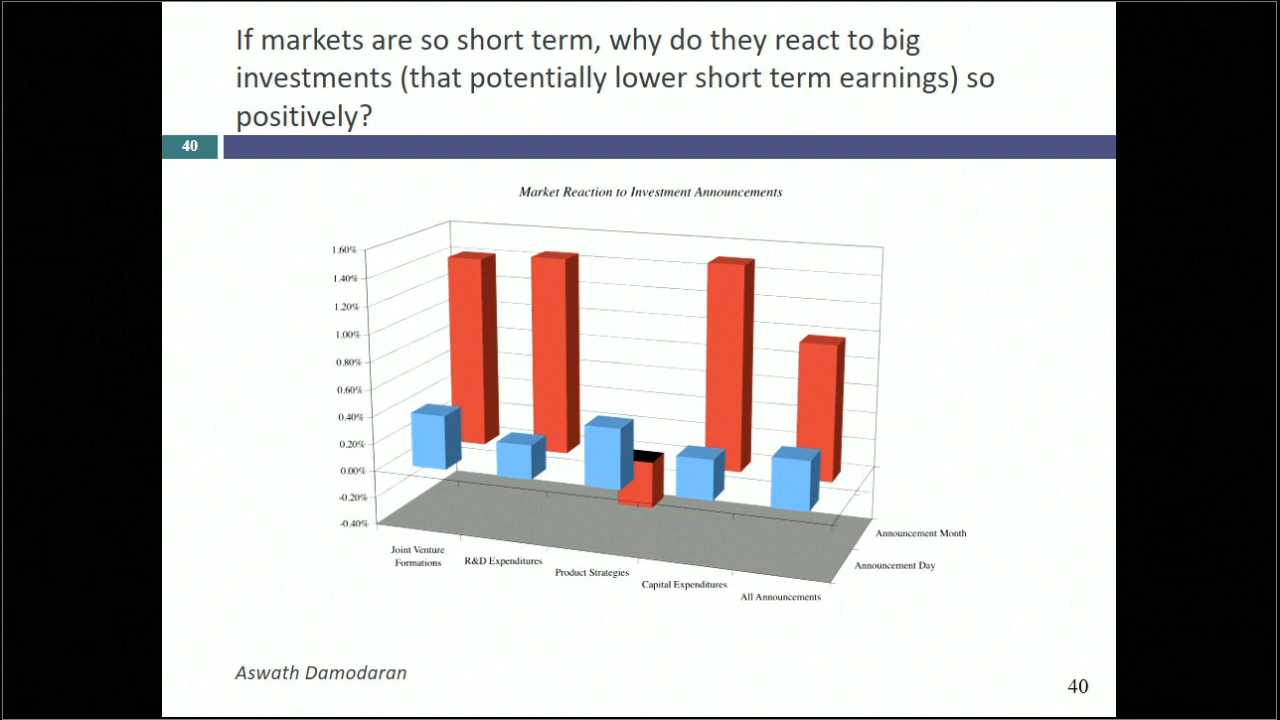 If markets are so short term, why do they react to big
investments (that potentially lower short term earnings) so
positively?
40
Market Reaction to Investment Announcements
1.60%
1.40%
1.20%
1.00%
0.80%
0.60%
0.40%
0.20%
0.00%
-0.20%
-0.40%
Joint Venture
Formations
R&D Expenditures
Product Strategies
Capital Expenditures
All Announcements
Announcement Month
Announcement Day
Aswath Damodaran
40